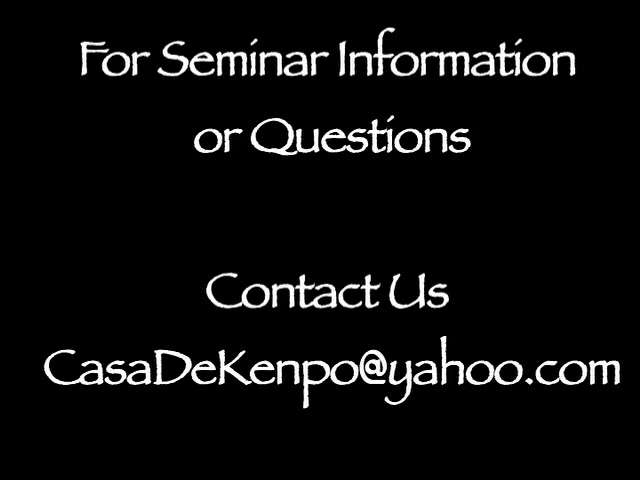 For Seminar Information
or Questions
Contact Us
CasaDeKenpo@yahoo.com